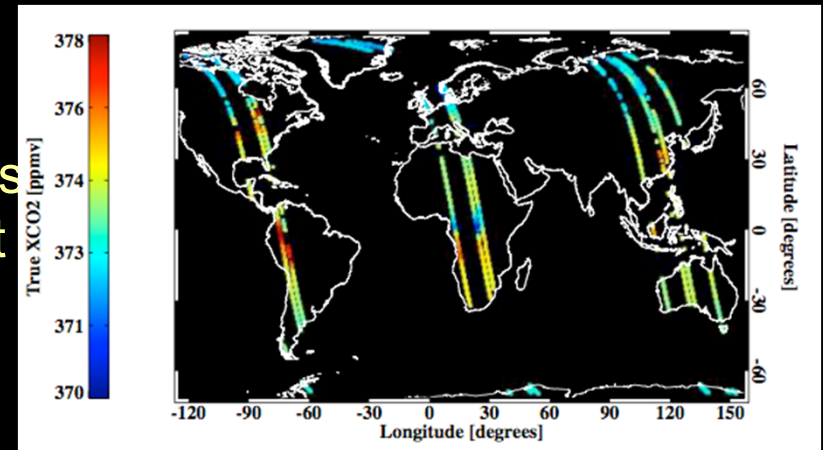 s
t
True XCO2 [ppmv]
378
376
374
373
371
370
60
30
0
-30
-60
Latitude [degrees]
-120 -90 -60 -30 0 30 60 90 120 150
Longitude [degrees]